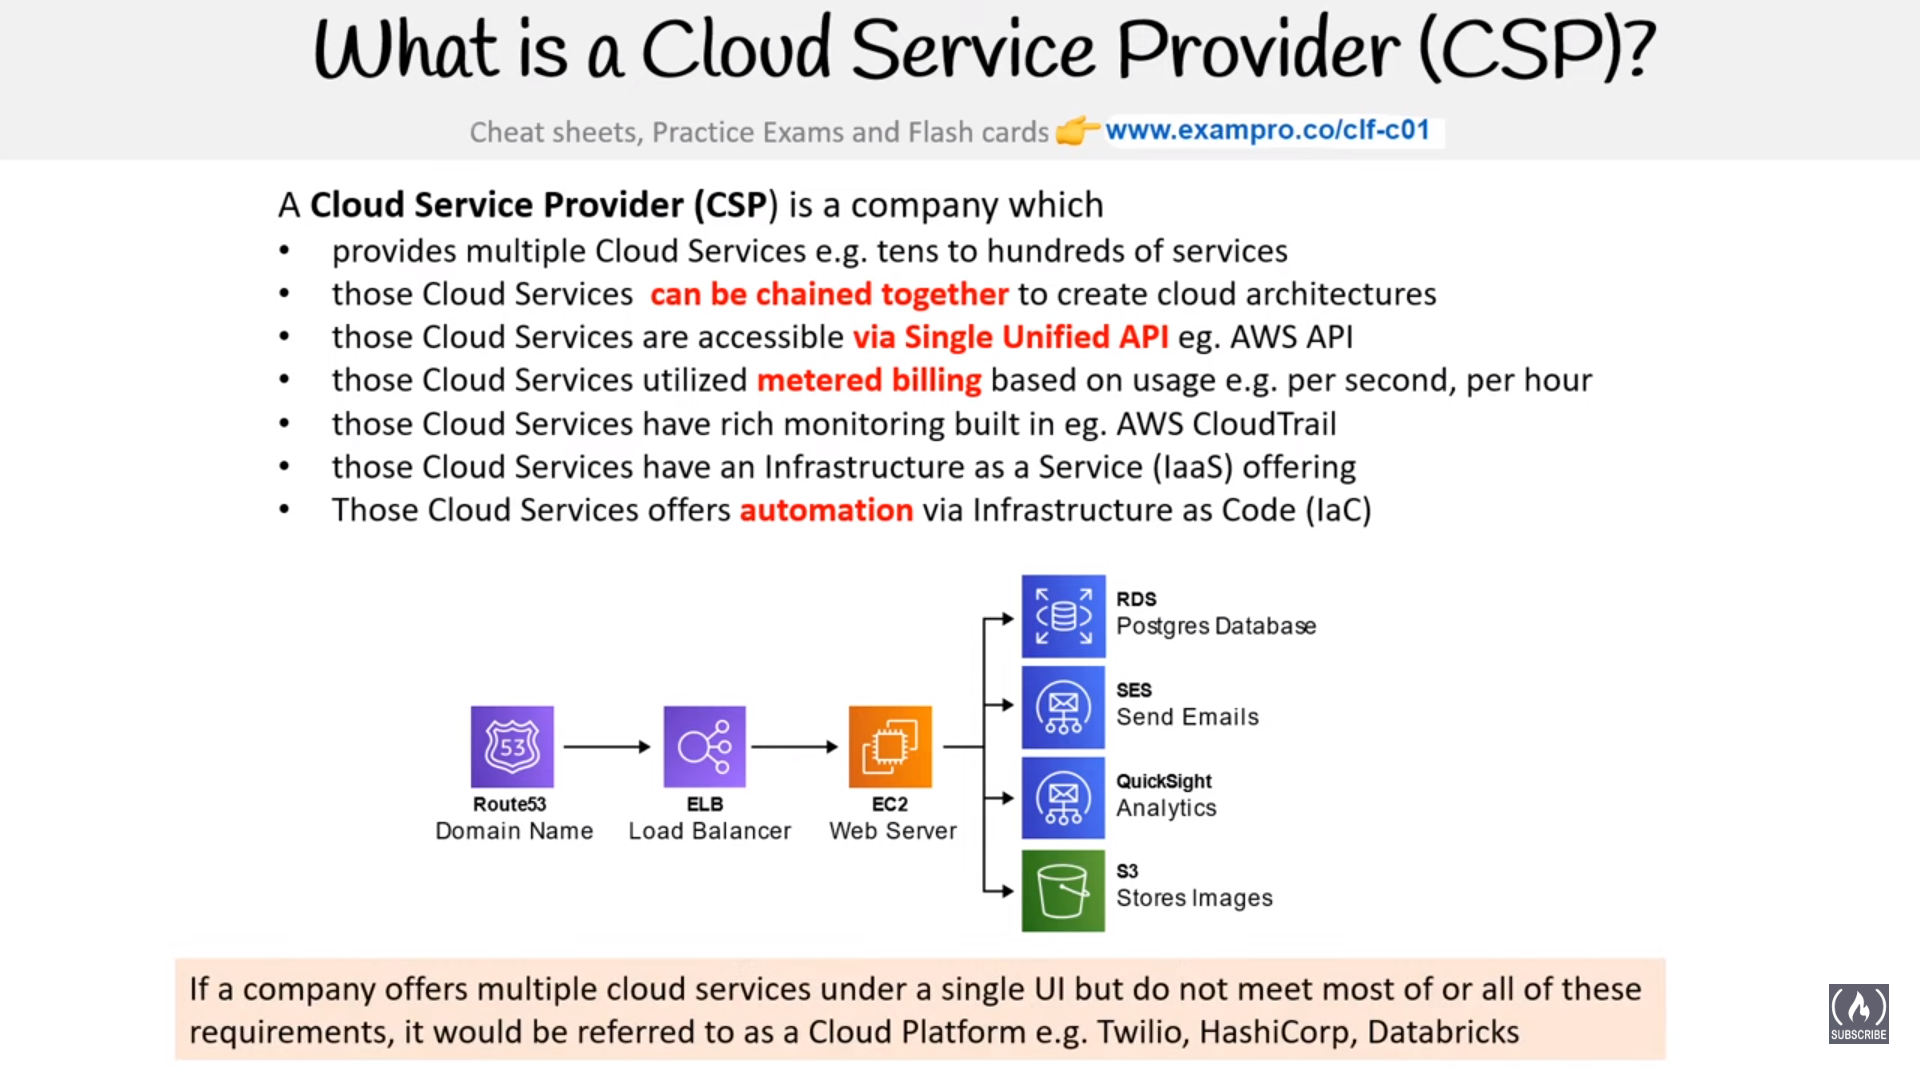 What is a Cloud Service Provider (CSP)?
Cheat sheets, Practice Exams and Flash cards 👉 www.exampro.co/clf-c01
A Cloud Service Provider (CSP) is a company which
• provides multiple Cloud Services e.g. tens to hundreds of services
• those Cloud Services can be chained together to create cloud architectures
• those Cloud Services are accessible via Single Unified API eg. AWS API
• those Cloud Services utilized metered billing based on usage e.g. per second, per hour
• those Cloud Services have rich monitoring built in eg. AWS CloudTrail
• those Cloud Services have an Infrastructure as a Service (IaaS) offering
• Those Cloud Services offers automation via Infrastructure as Code (IaC)
53
Route53
Domain Name
ELB
Load Balancer
EC2
Web Server
RDS
Postgres Database
SES
Send Emails
QuickSight
Analytics
S3
Stores Images
If a company offers multiple cloud services under a single UI but do not meet most of or all of these
requirements, it would be referred to as a Cloud Platform e.g. Twilio, HashiCorp, Databricks
SUBSCRIBE